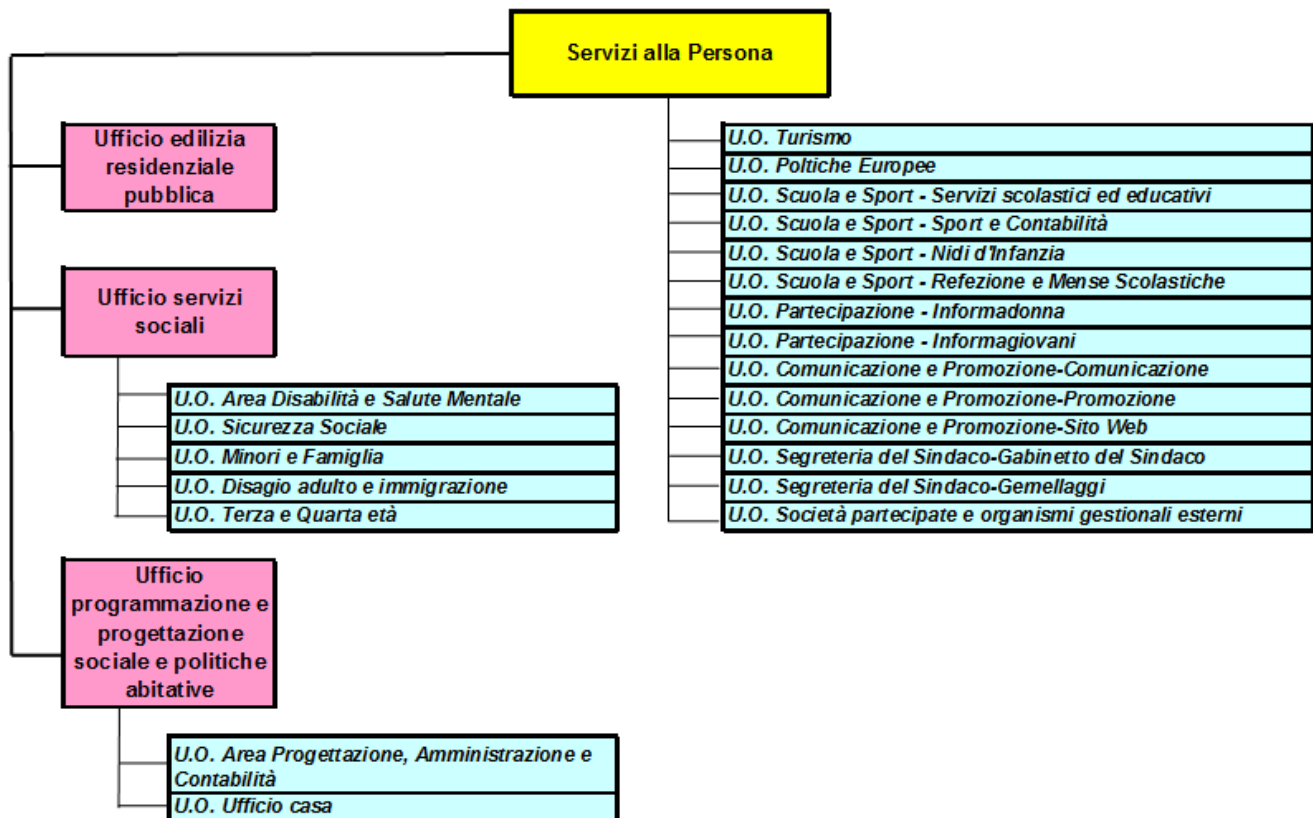 Servizi alla Persona
Ufficio edilizia
residenziale
pubblica
Ufficio servizi
sociali
U.O. Area Disabilità e Salute Mentale
U.O. Sicurezza Sociale
U.O. Minori e Famiglia
U.O. Disagio adulto e immigrazione
U.O. Terza e Quarta età
Ufficio
programmazione e
progettazione
sociale e politiche
abitative
U.O. Area Progettazione, Amministrazione e
Contabilità
U.O. Ufficio casa
U.O. Turismo
U.O. Poltiche Europee
U.O. Scuola e Sport - Servizi scolastici ed educativi
U.O. Scuola e Sport - Sport e Contabilità
U.O. Scuola e Sport - Nidi d'Infanzia
U.O. Scuola e Sport - Refezione e Mense Scolastiche
U.O. Partecipazione - Informadonna
U.O. Partecipazione - Informagiovani
U.O. Comunicazione e Promozione-Comunicazione
U.O. Comunicazione e Promozione-Promozione
U.O. Comunicazione e Promozione-Sito Web
U.O. Segreteria del Sindaco-Gabinetto del Sindaco
U.O. Segreteria del Sindaco-Gemellaggi
U.O. Società partecipate e organismi gestionali esterni